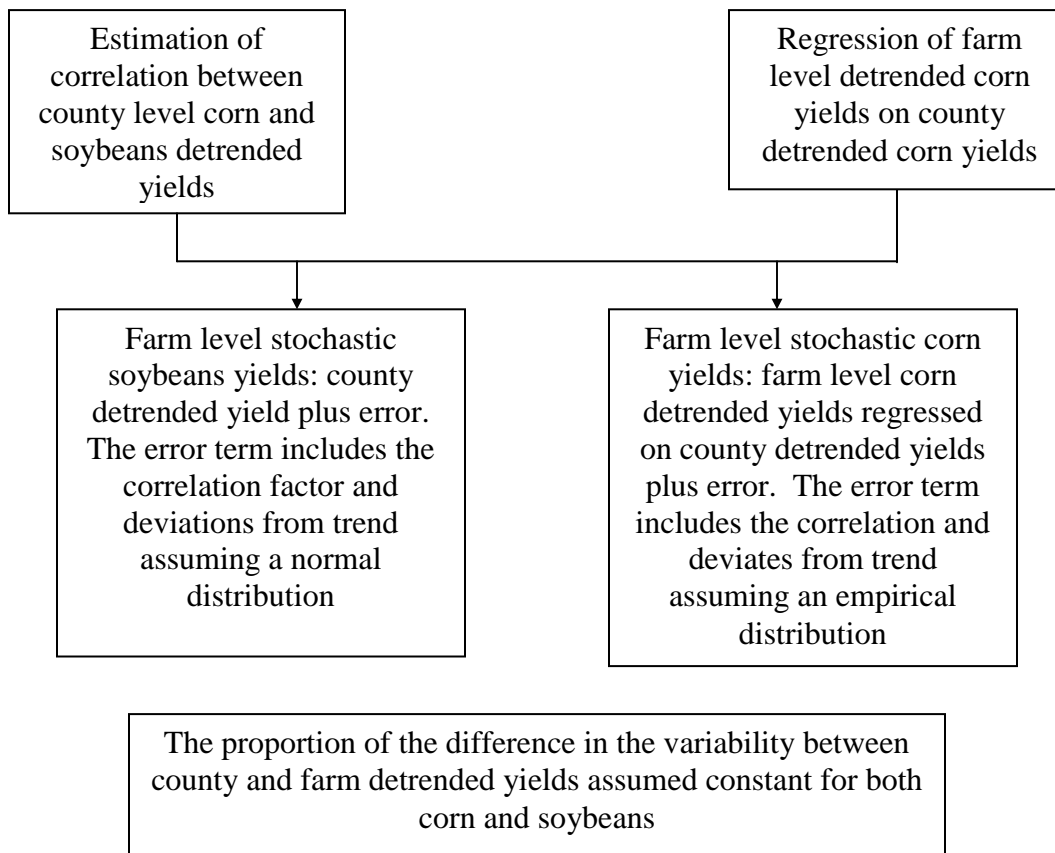 Estimation of
correlation between
county level corn and
soybeans detrended
yields
Regression of farm
level detrended corn
yields on county
detrended corn yields
Farm level stochastic
soybeans yields: county
detrended yield plus error.
The error term includes the
correlation factor and
deviations from trend
assuming a normal
distribution
Farm level stochastic corn
yields: farm level corn
detrended yields regressed
on county detrended yields
plus error.  The error term
includes the correlation and
deviates from trend
assuming an empirical
distribution
The proportion of the difference in the variability between
county and farm detrended yields assumed constant for both
corn and soybeans